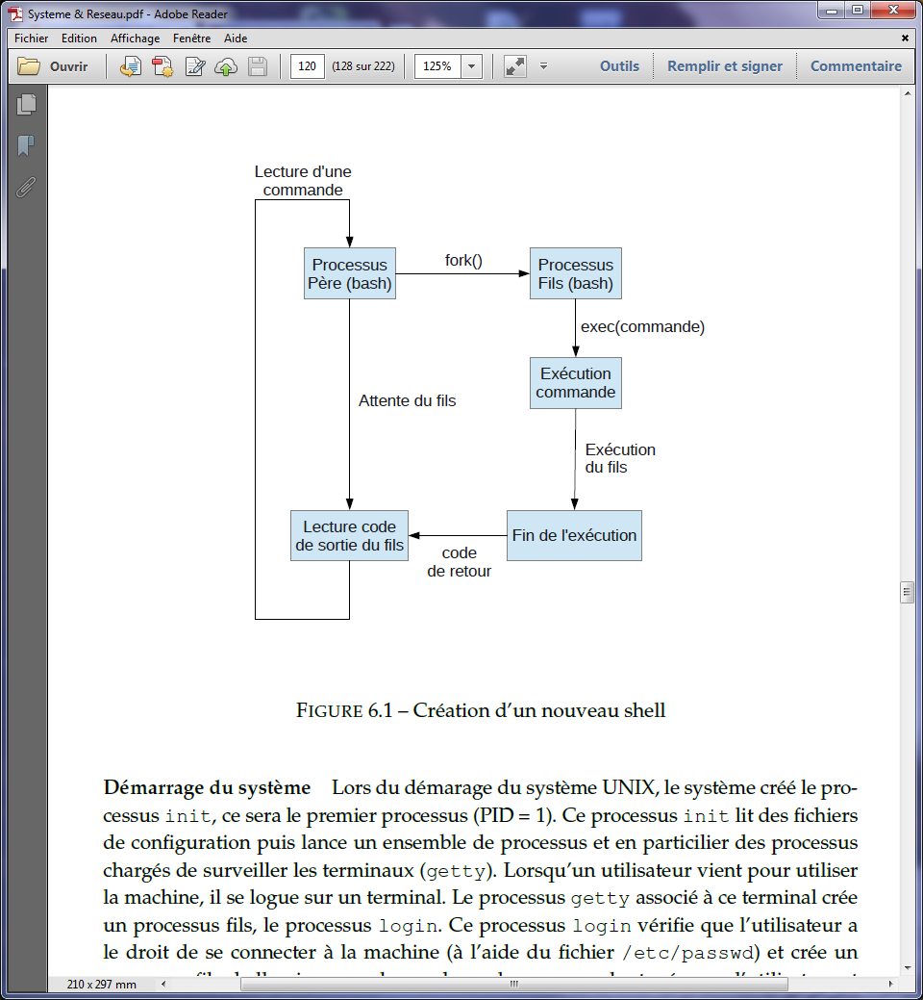 Systeme & Reseau.pdf - Adobe Reader
Fichier Edition Affichage Fenêtre Aide
Ouvrir 120 (128 sur 222) 125% Outils Remplir et signer Commentaire
Lecture d'une
commande
Processus
Père (bash)
fork()
Processus
Fils (bash)
exec(commande)
Exécution
commande
Attente du fils
Exécution
du fils
Lecture code
de sortie du fils
Fin de l'exécution
code
de retour
FIGURE 6.1 – Création d'un nouveau shell
Démarrage du système Lors du démarage du système UNIX, le système créé le pro-
cessus init, ce sera le premier processus (PID = 1). Ce processus init lit des fichiers
de configuration puis lance un ensemble de processus et en particilier des processus
chargés de surveiller les terminaux (getty). Lorsqu'un utilisateur vient pour utiliser
la machine, il se logue sur un terminal. Le processus getty associé à ce terminal crée
un processus fils, le processus login. Ce processus login vérifie que l'utilisateur a
le droit de se connecter à la machine (à l'aide du fichier /etc/passwd) et crée un
210 x 297 mm